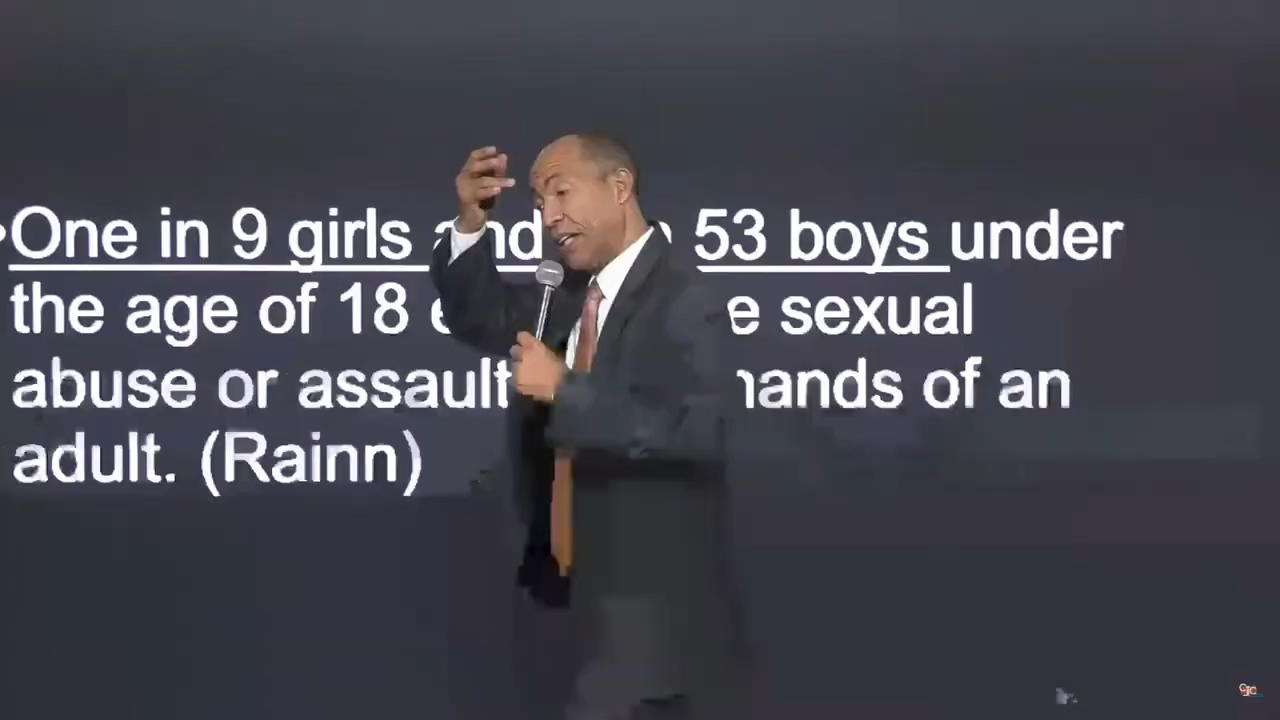 •One in 9 girls and 53 boys under
the age of 18 sexual
abuse or assault hands of an
adult. (Rainn)